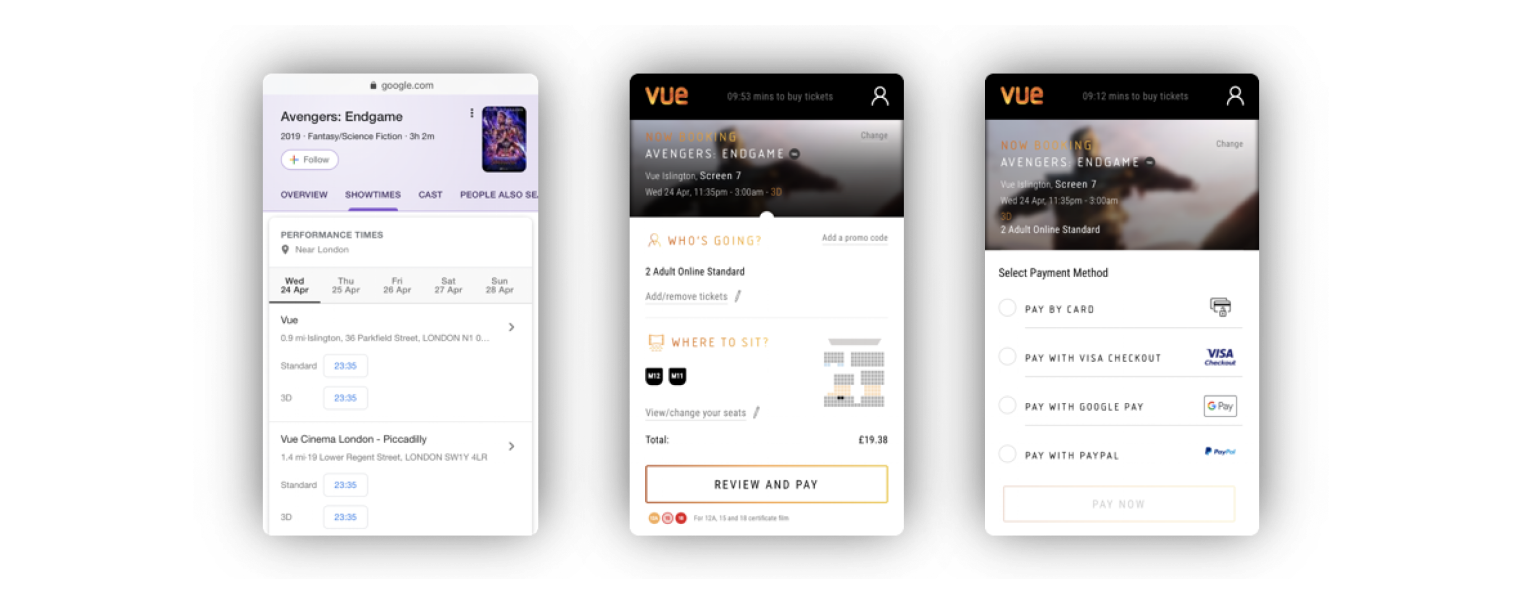 google.com
Avengers: Endgame
2019 · Fantasy/Science Fiction · 3h 2m
Follow
OVERVIEW SHOWTIMES CAST PEOPLE ALSO SE
PERFORMANCE TIMES
Near London
Wed Thu Fri Sat Sun
24 Apr 25 Apr 26 Apr 27 Apr 28 Apr
Vue
0.9 mi·Islington, 36 Parkfield Street, LONDON N1 0...
Standard 23:35
3D 23:35
Vue Cinema London - Piccadilly
1.4 mi·19 Lower Regent Street, LONDON SW1Y 4LR
Standard 23:35
3D 23:35
VUE 09:53 mins to buy tickets
NOW BOOKING Change
AVENGERS: ENDGAME
Vue Islington, Screen 7
Wed 24 Apr, 11:35pm - 3:00am - 3D
WHO'S GOING? Add a promo code
2 Adult Online Standard
Add/remove tickets
WHERE TO SIT?
M12 M11
View/change your seats
Total: £19.38
REVIEW AND PAY
For 12A, 15 and 18 certificate film
VUE 09:12 mins to buy tickets
NOW BOOKING Change
AVENGERS: ENDGAME
Vue Islington, Screen 7
Wed 24 Apr, 11:35pm - 3:00am
3D
2 Adult Online Standard
Select Payment Method
PAY BY CARD
PAY WITH VISA CHECKOUT VISA
Checkout
PAY WITH GOOGLE PAY G Pay
PAY WITH PAYPAL PayPal
PAY NOW